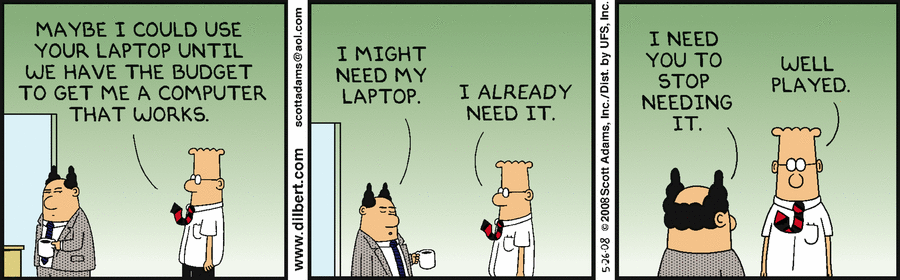 MAYBE I COULD USE
YOUR LAPTOP UNTIL
WE HAVE THE BUDGET
TO GET ME A COMPUTER
THAT WORKS.
www.dilbert.com scottadams@aol.com
I MIGHT
NEED MY
LAPTOP.
I ALREADY
NEED IT.
5-26-08 © 2008 Scott Adams, Inc./Dist. by UFS, Inc.
I NEED
YOU TO
STOP
NEEDING
IT.
WELL
PLAYED.